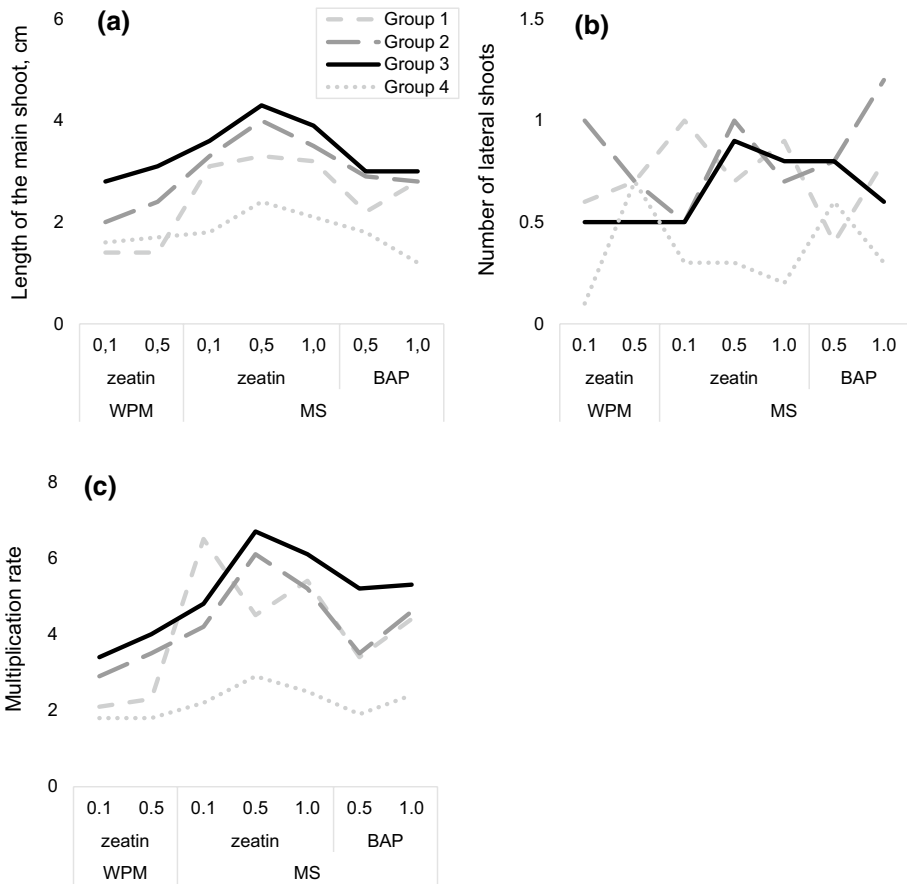 (a)
Length of the main shoot, cm
6
4
2
0
Group 1
Group 2
Group 3
Group 4
0,1 0,5 0,1 0,5 1,0 0,5 1,0
zeatin zeatin BAP
WPM MS
(b)
Number of lateral shoots
1.5
1
0.5
0
0.1 0.5 0.1 0.5 1.0 0.5 1.0
zeatin zeatin BAP
WPM MS
(c)
Multiplication rate
8
6
4
2
0
0.1 0.5 0.1 0.5 1.0 0.5 1.0
zeatin zeatin BAP
WPM MS